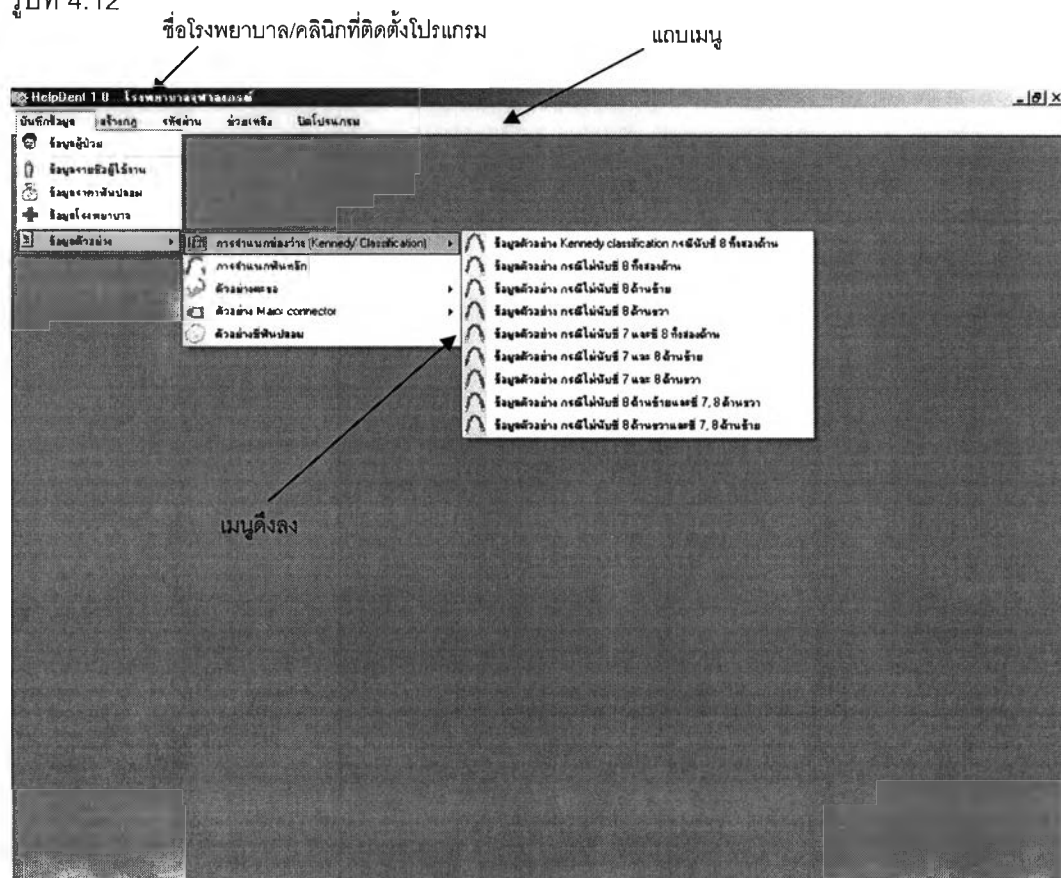 รูปที่ 4.12
ชื่อโรงพยาบาล/คลินิกที่ติดตั้งโปรแกรม
แถบเมนู
HelpDent 1.0 โรงพยาบาลจุฬาลงกรณ์
บันทึกข้อมูล สร้างกฎ รหัสผ่าน ช่วยเหลือ ปิดโปรแกรม
ข้อมูลผู้ป่วย
ข้อมูลรายชื่อผู้ใช้งาน
ข้อมูลราคาฟันปลอม
ข้อมูลโรงพยาบาล
ข้อมูลตัวอย่าง
การจำแนกช่องว่าง (Kennedy' Classification)
การจำแนกฟันหลัก
ตัวอย่างตะขอ
ตัวอย่าง Maior connector
ตัวอย่างซี่ฟันปลอม
ข้อมูลตัวอย่าง Kennedy classification กรณีนับซี่ 8 ทั้งสองด้าน
ข้อมูลตัวอย่าง กรณีไม่นับซี่ 8 ทั้งสองด้าน
ข้อมูลตัวอย่าง กรณีไม่นับซี่ 8 ด้านซ้าย
ข้อมูลตัวอย่าง กรณีไม่นับซี่ 8 ด้านขวา
ข้อมูลตัวอย่าง กรณีไม่นับซี่ 7 และซี่ 8 ทั้งสองด้าน
ข้อมูลตัวอย่าง กรณีไม่นับซี่ 7 และ 8 ด้านซ้าย
ข้อมูลตัวอย่าง กรณีไม่นับซี่ 7 และ 8 ด้านขวา
ข้อมูลตัวอย่าง กรณีไม่นับซี่ 8 ด้านซ้ายและซี่ 7, 8 ด้านขวา
ข้อมูลตัวอย่าง กรณีไม่นับซี่ 8 ด้านขวาและซี่ 7, 8 ด้านซ้าย
เมนูดึงลง